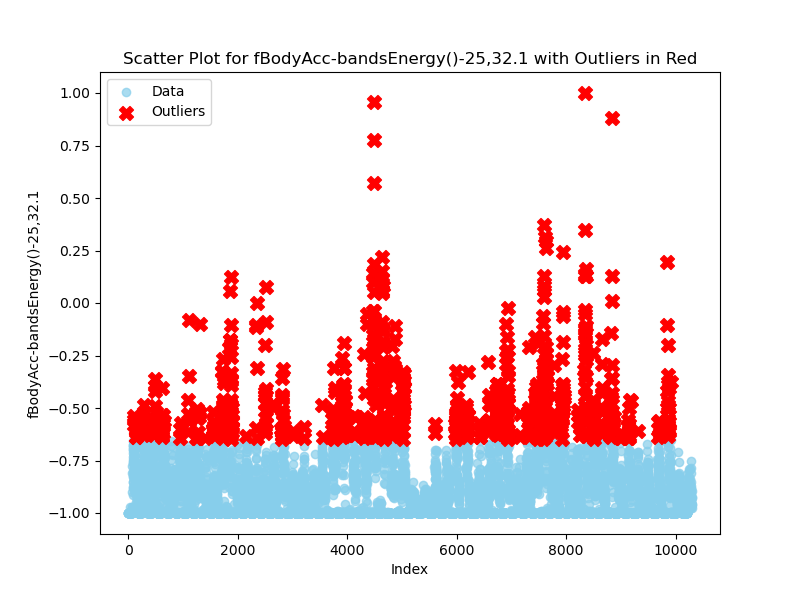 Scatter Plot for fBodyAcc-bandsEnergy()-25,32.1 with Outliers in Red
Data
Outliers
fBodyAcc-bandsEnergy()-25,32.1
1.00
0.75
0.50
0.25
0.00
−0.25
−0.50
−0.75
−1.00
0 2000 4000 6000 8000 10000
Index